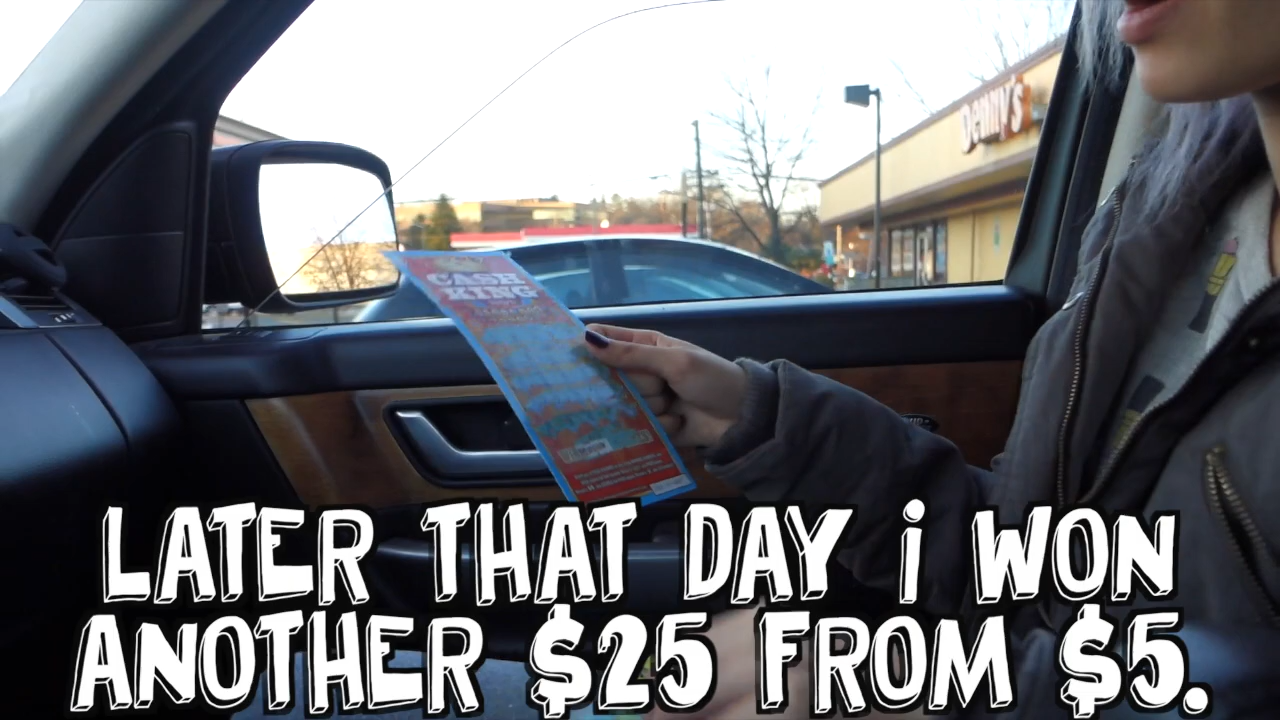 Denny's
CASH
KING
LATER THAT DAY i WON
ANOTHER $25 FROM $5.